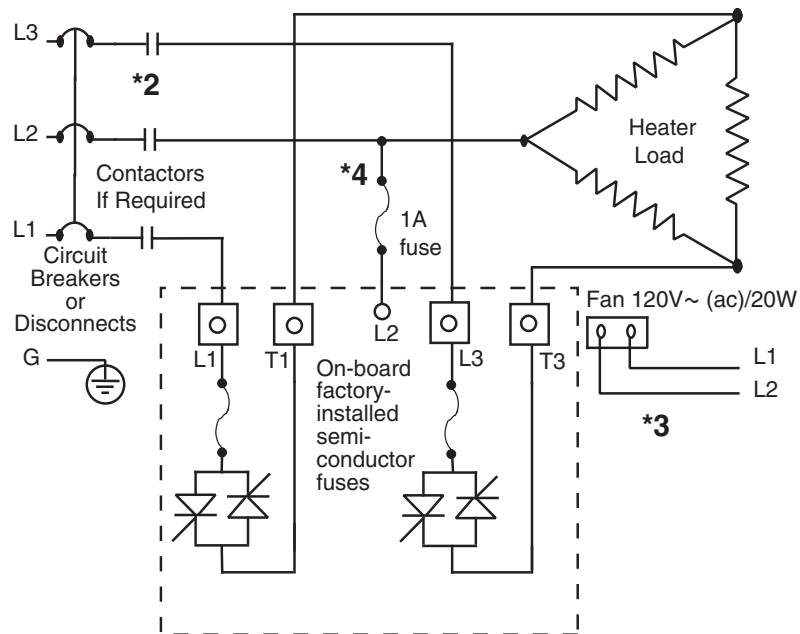 L3
*2
L2
Contactors
If Required
*4
1A
fuse
Heater
Load
L1
Circuit
Breakers
or
Disconnects
G
L1
T1
L2
L3
T3
On-board
factory-
installed
semi-
conductor
fuses
Fan 120V~ (ac)/20W
L1
L2
*3